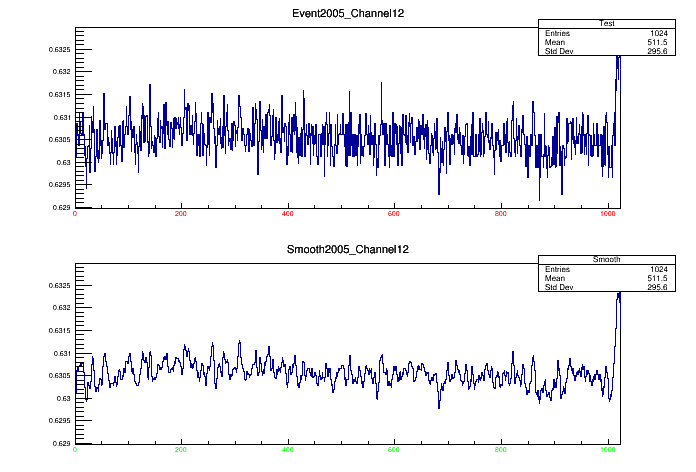 Event2005_Channel12
Test
Entries 1024
Mean 511.5
Std Dev 295.6
0.6325
0.632
0.6315
0.631
0.6305
0.63
0.6295
0.629
0 200 400 600 800 1000
Smooth2005_Channel12
Smooth
Entries 1024
Mean 511.5
Std Dev 295.6
0.6325
0.632
0.6315
0.631
0.6305
0.63
0.6295
0.629
0 200 400 600 800 1000